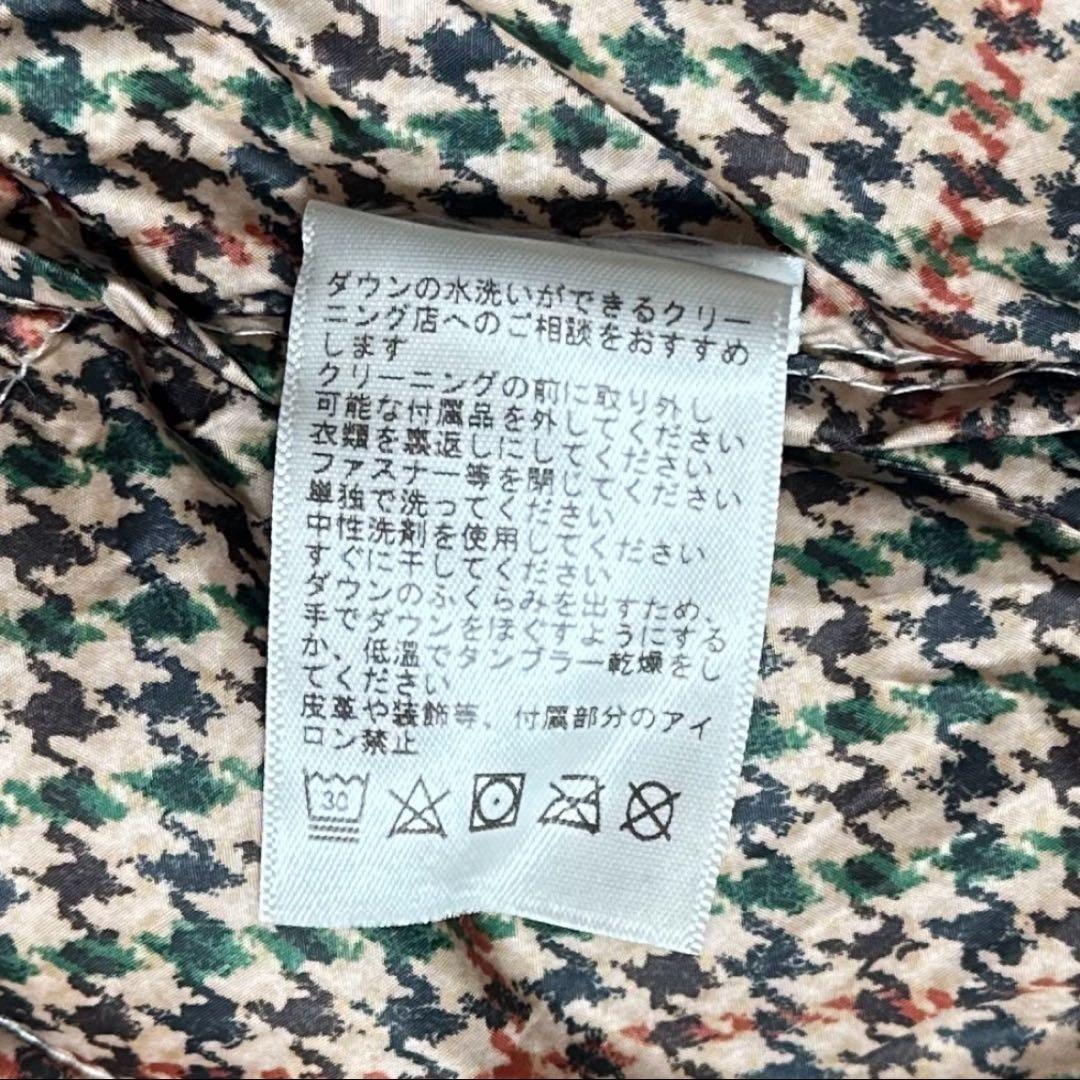 ダウンの水洗いができるクリー
ニング店へのご相談をおすすめ
します
クリーニングの前に取り外し
可能な付属品を外してください
衣類を裏返しにしてください
ファスナー等を閉じてください
単独で洗ってください
中性洗剤を使用してください
すぐに干してください
ダウンのふくらみを出すため、
手でダウンをほぐすようにする
か、低温でタンブラー乾燥をし
てください
皮革や装飾等、付属部分のアイ
ロン禁止
30